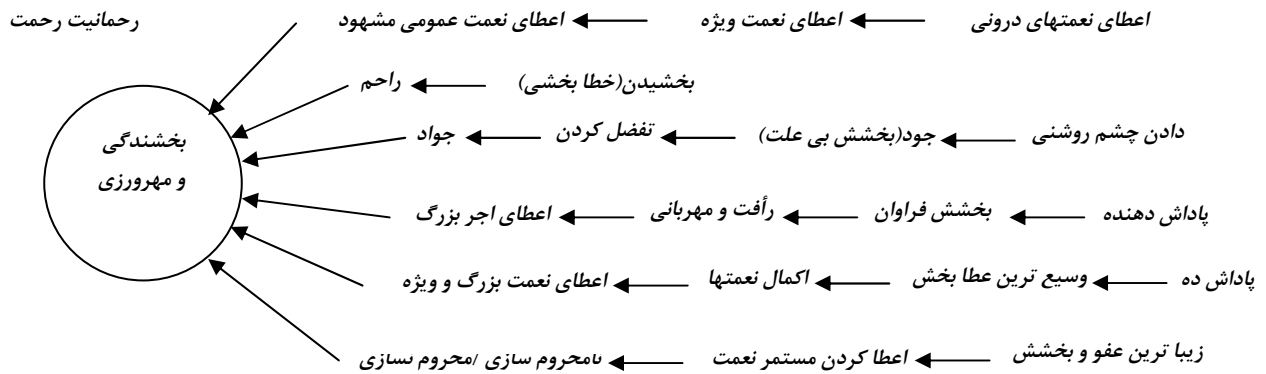 اعطای نعمتهای درونی اعطای نعمت ویژه اعطای نعمت عمومی مشهود رحمانیت رحمت
بخشیدن(خطا بخشی) راحم
دادن چشم روشنی جود(بخشش بی علت) تفضل کردن جواد
بخشندگی
و مهرورزی
پاداش دهنده بخشش فراوان رأفت و مهربانی اعطای اجر بزرگ
پاداش ده وسیع ترین عطا بخش اکمال نعمتها اعطای نعمت بزرگ و ویژه
زیبا ترین عفو و بخشش اعطا کردن مستمر نعمت نامحروم سازی /محروم نسازی